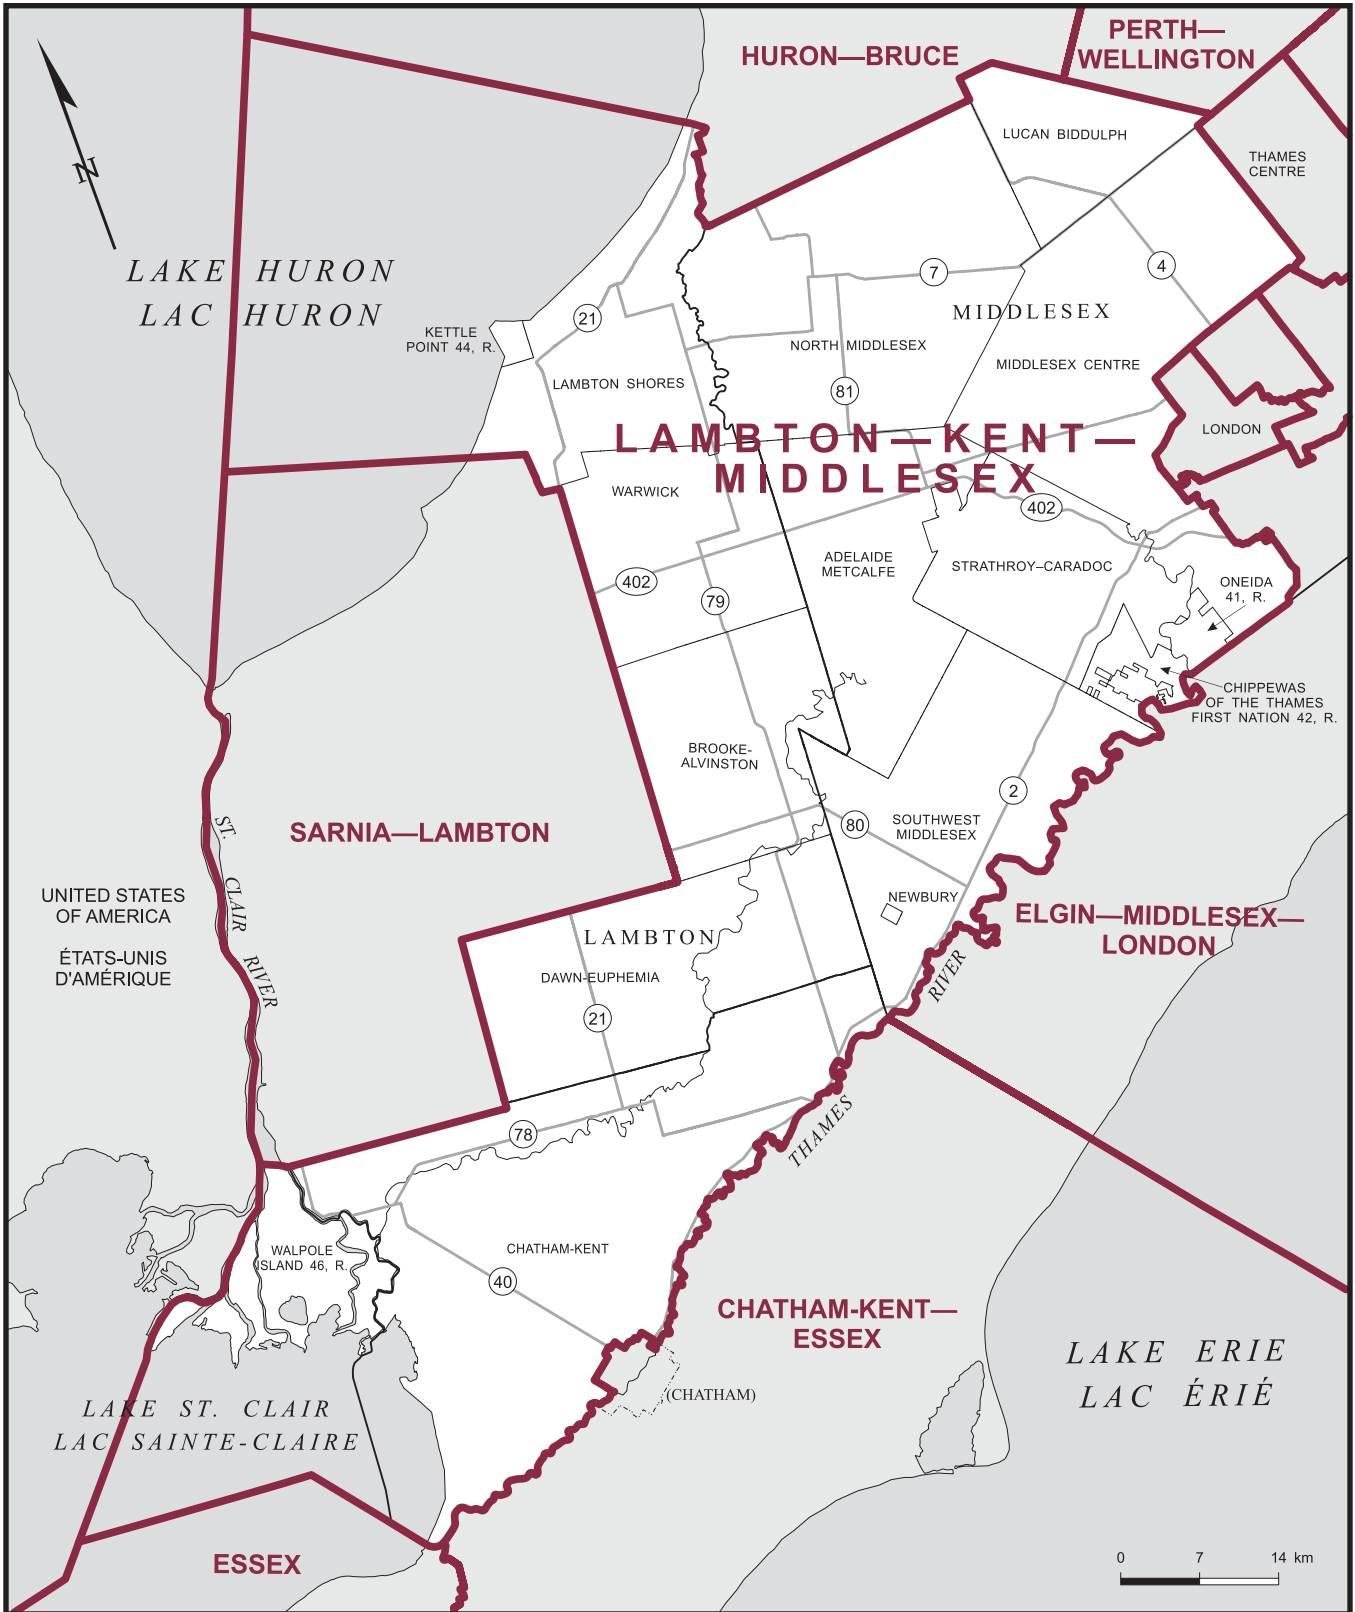 HURON—BRUCE
PERTH—
WELLINGTON
LUCAN BIDDULPH
THAMES
CENTRE
N
LAKE HURON
LAC HURON
7
4
21
MIDDLESEX
KETTLE
POINT 44, R.
NORTH MIDDLESEX
MIDDLESEX CENTRE
LAMBTON SHORES
81
LONDON
LAMBTON—KENT—
MIDDLESEX
WARWICK
402
ADELAIDE
METCALFE
STRATHROY–CARADOC
402
79
ONEIDA
41, R.
CHIPPEWAS
OF THE THAMES
FIRST NATION 42, R.
BROOKE-
ALVINSTON
2
SARNIA—LAMBTON
80
SOUTHWEST
MIDDLESEX
ST. CLAIR RIVER
UNITED STATES
OF AMERICA
ÉTATS-UNIS
D'AMÉRIQUE
NEWBURY
ELGIN—MIDDLESEX—
LONDON
LAMBTON
DAWN-EUPHEMIA
21
THAMES RIVER
78
WALPOLE
ISLAND 46, R.
CHATHAM-KENT
40
CHATHAM-KENT—
ESSEX
LAKE ERIE
LAC ÉRIÉ
(CHATHAM)
LAKE ST. CLAIR
LAC SAINTE-CLAIRE
ESSEX
0 7 14 km